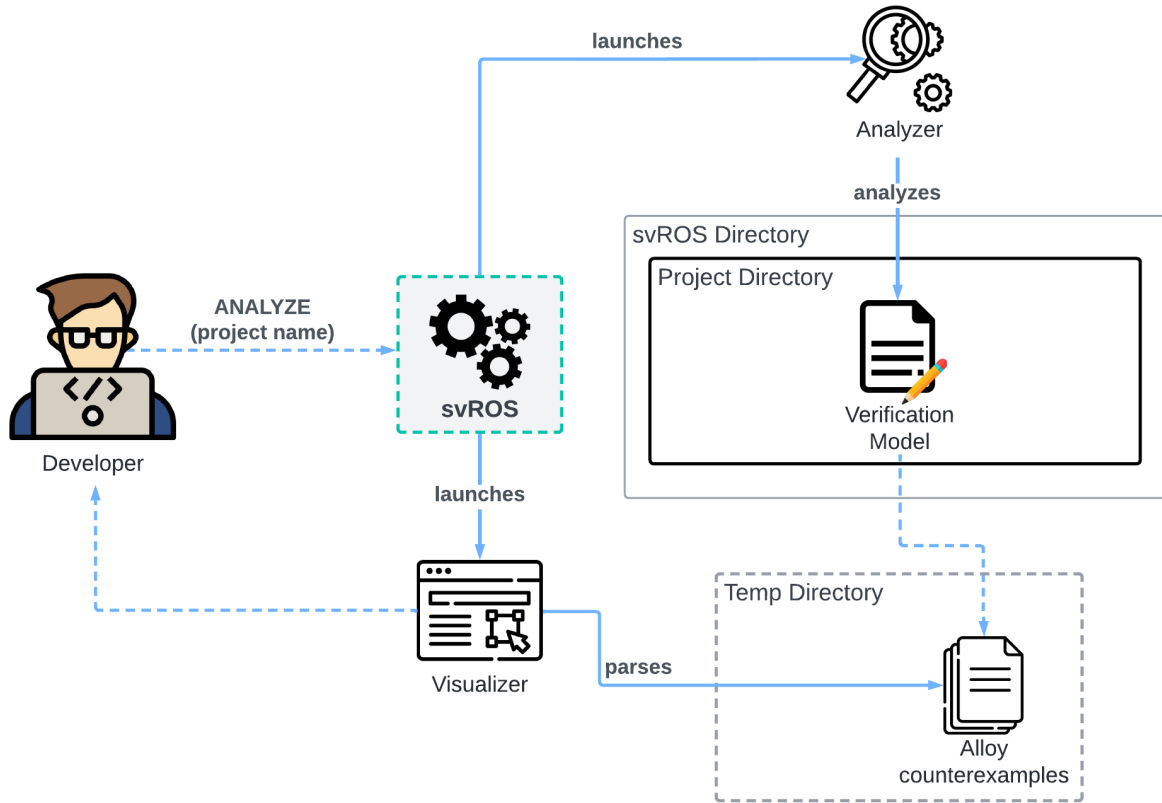 launches
Analyzer
analyzes
svROS Directory
Project Directory
ANALYZE
(project name)
svROS
Verification
Model
Developer
launches
Temp Directory
parses
Visualizer
Alloy
counterexamples